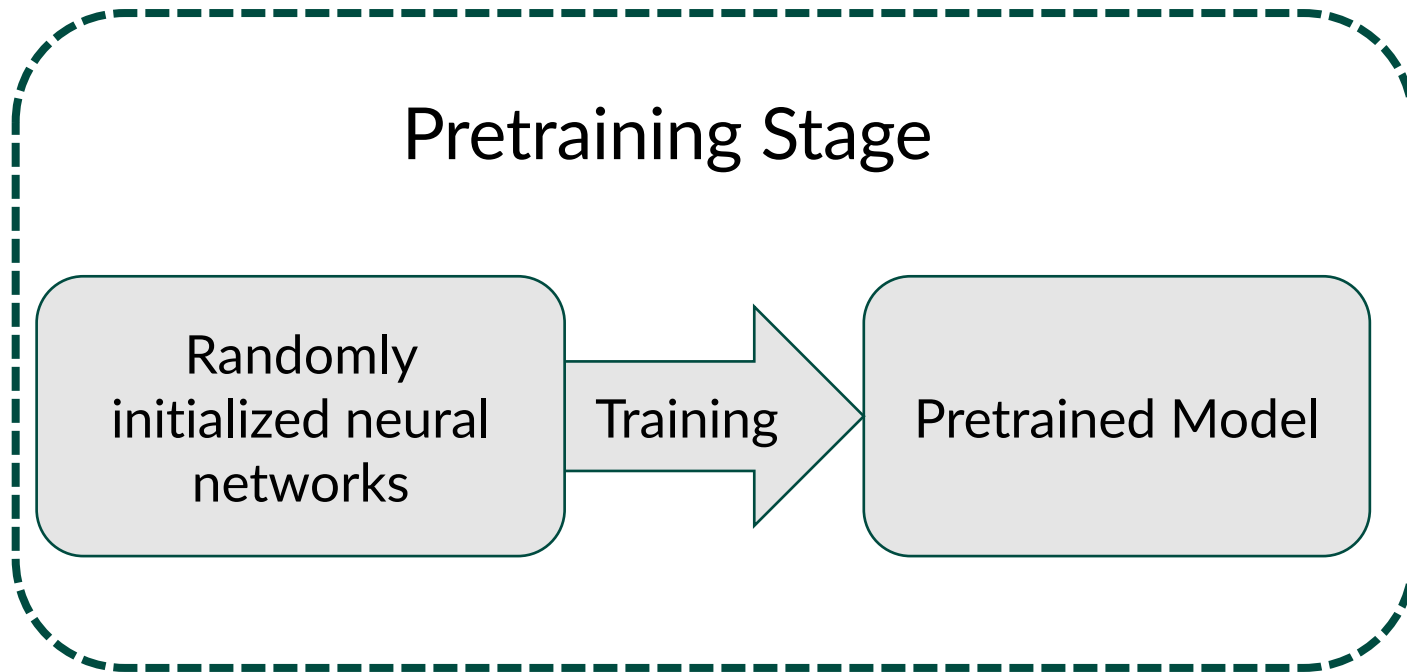 Pretraining Stage
Randomly
initialized neural
networks
Training
Pretrained Model